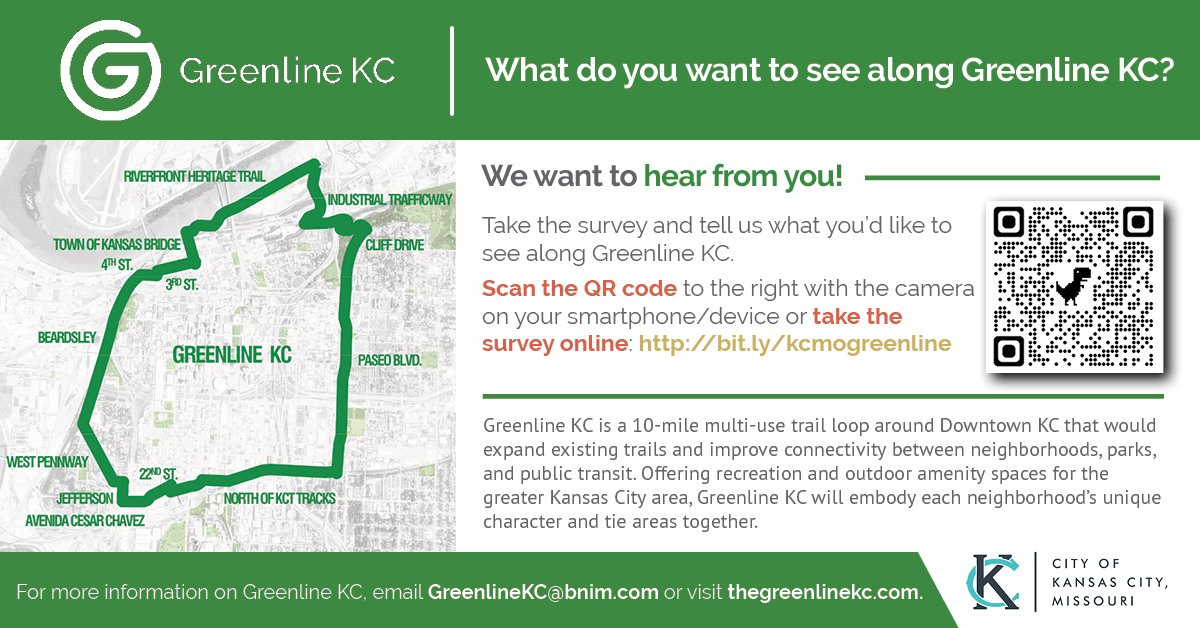 Greenline KC
What do you want to see along Greenline KC?
RIVERFRONT HERITAGE TRAIL
INDUSTRIAL TRAFFICWAY
TOWN OF KANSAS BRIDGE
CLIFF DRIVE
4TH ST.
3RD ST.
BEARDSLEY
GREENLINE KC
PASEO BLVD.
WEST PENNWAY
22ND ST.
JEFFERSON
NORTH OF KCT TRACKS
AVENIDA CESAR CHAVEZ
We want to hear from you!
Take the survey and tell us what you'd like to
see along Greenline KC.
Scan the QR code to the right with the camera
on your smartphone/device or take the
survey online: http://bit.ly/kcmogreenline
Greenline KC is a 10-mile multi-use trail loop around Downtown KC that would
expand existing trails and improve connectivity between neighborhoods, parks,
and public transit. Offering recreation and outdoor amenity spaces for the
greater Kansas City area, Greenline KC will embody each neighborhood's unique
character and tie areas together.
For more information on Greenline KC, email GreenlineKC@bnim.com or visit thegreenlinekc.com.
KC
CITY OF
KANSAS CITY,
MISSOURI